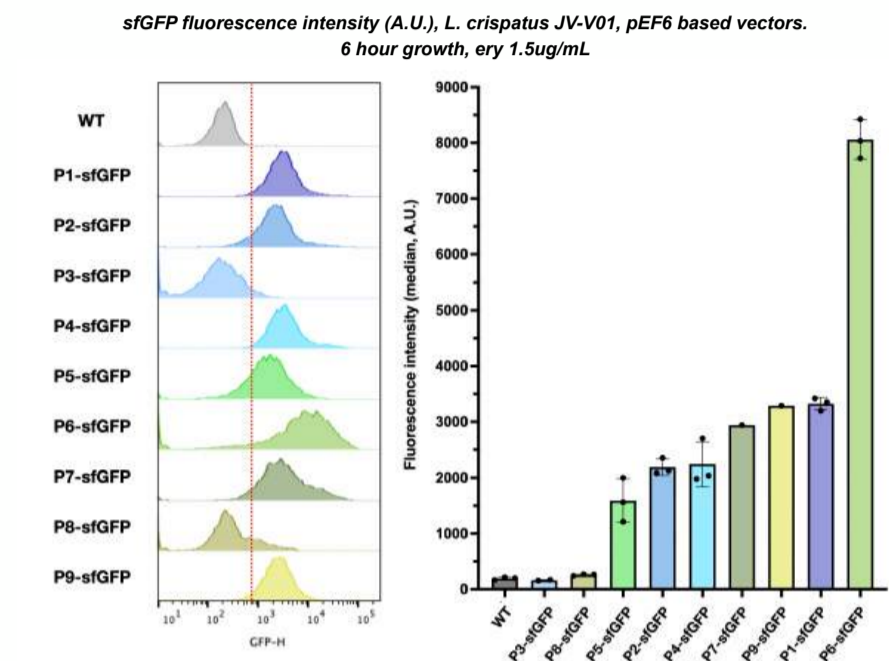 sfGFP fluorescence intensity (A.U.), L. crispatus JV-V01, pEF6 based vectors.
6 hour growth, ery 1.5ug/mL
WT
P1-sfGFP
P2-sfGFP
P3-sfGFP
P4-sfGFP
P5-sfGFP
P6-sfGFP
P7-sfGFP
P8-sfGFP
P9-sfGFP
10¹ 10² 10³ 10⁴ 10⁵
GFP-H
Fluorescence intensity (median, A.U.)
9000
8000
7000
6000
5000
4000
3000
2000
1000
0
WT
P3-sfGFP
P8-sfGFP
P5-sfGFP
P2-sfGFP
P4-sfGFP
P7-sfGFP
P9-sfGFP
P1-sfGFP
P6-sfGFP